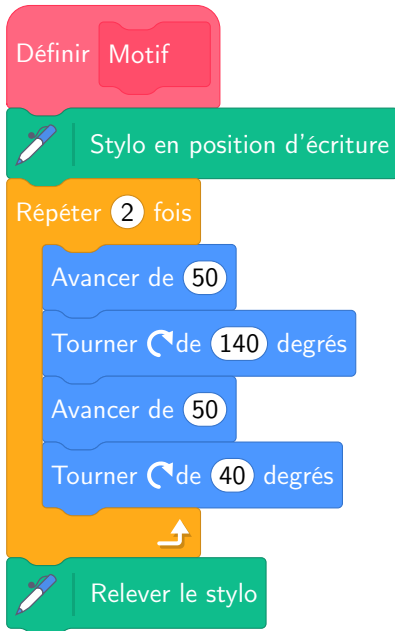 Définir Motif
Stylo en position d'écriture
Répéter 2 fois
Avancer de 50
Tourner de 140 degrés
Avancer de 50
Tourner de 40 degrés
Relever le stylo